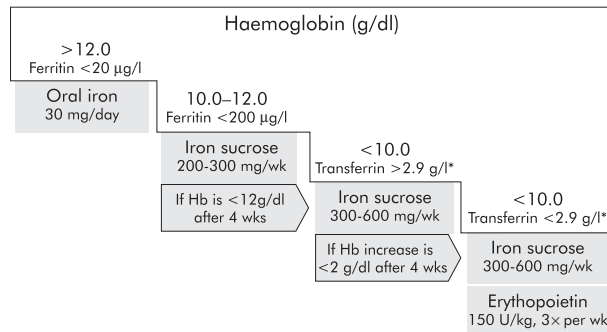 Haemoglobin (g/dl)
>12.0
Ferritin <20 µg/l
Oral iron
30 mg/day
10.0–12.0
Ferritin <200 µg/l
Iron sucrose
200-300 mg/wk
If Hb is <12g/dl
after 4 wks
<10.0
Transferrin >2.9 g/l*
Iron sucrose
300-600 mg/wk
If Hb increase is
<2 g/dl after 4 wks
<10.0
Transferrin <2.9 g/l*
Iron sucrose
300-600 mg/wk
Erythopoietin
150 U/kg, 3× per wk